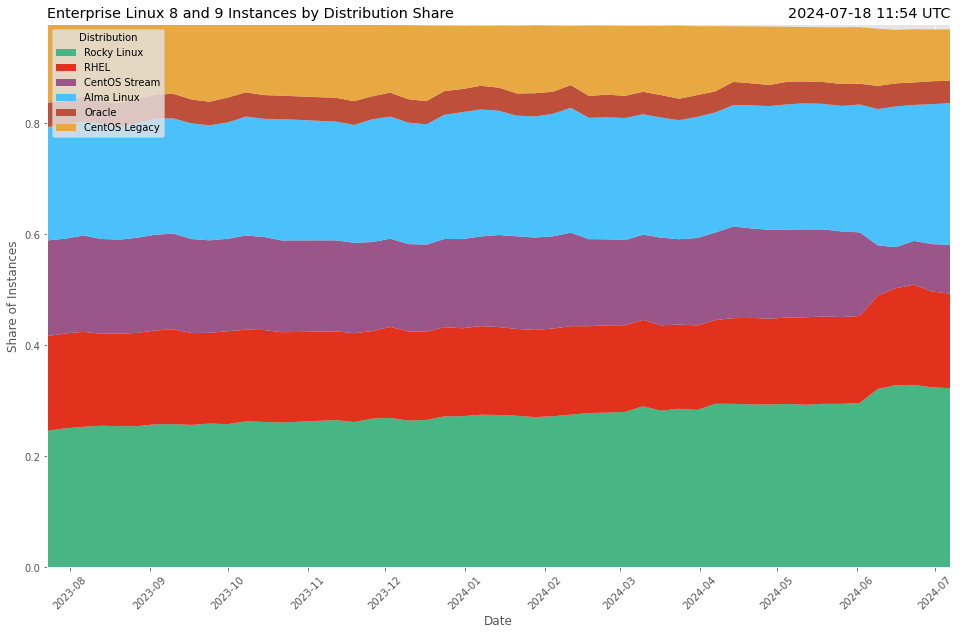 Enterprise Linux 8 and 9 Instances by Distribution Share
2024-07-18 11:54 UTC
Distribution
Rocky Linux
RHEL
CentOS Stream
Alma Linux
Oracle
CentOS Legacy
Share of Instances
0.8
0.6
0.4
0.2
0.0
2023-08
2023-09
2023-10
2023-11
2023-12
2024-01
2024-02
2024-03
2024-04
2024-05
2024-06
2024-07
Date